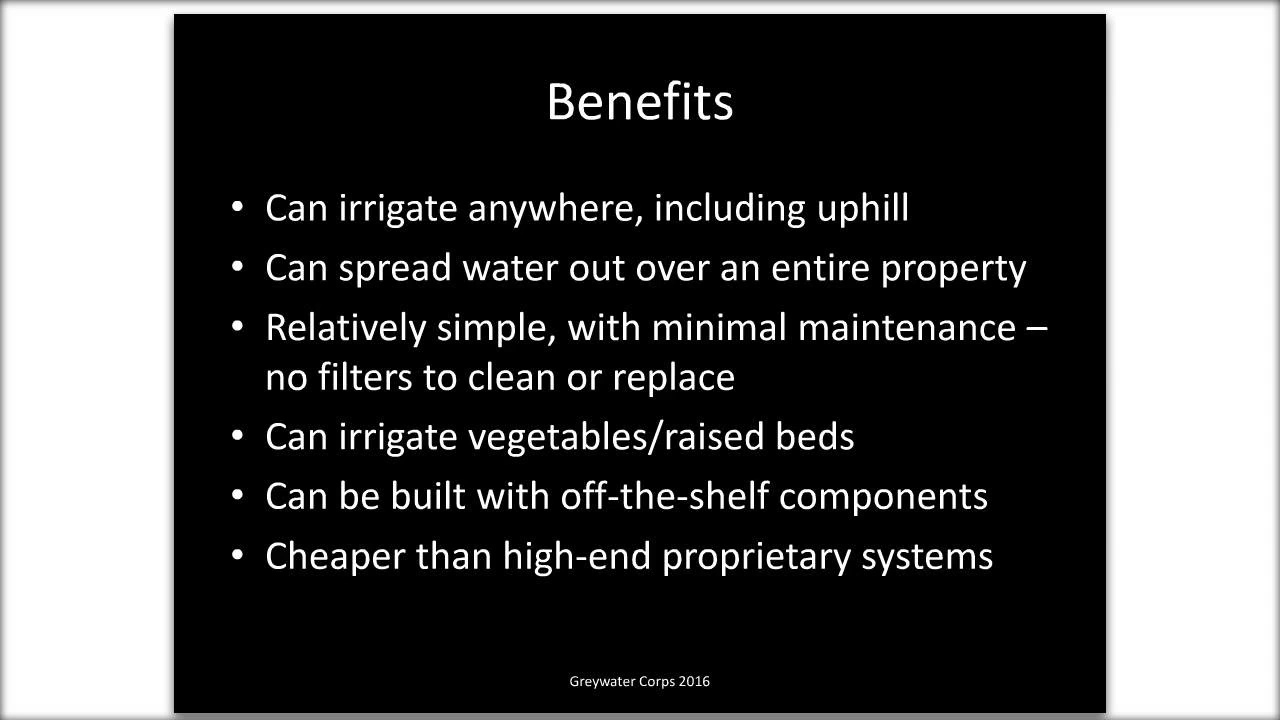 Benefits
• Can irrigate anywhere, including uphill
• Can spread water out over an entire property
• Relatively simple, with minimal maintenance –
no filters to clean or replace
• Can irrigate vegetables/raised beds
• Can be built with off-the-shelf components
• Cheaper than high-end proprietary systems
Greywater Corps 2016